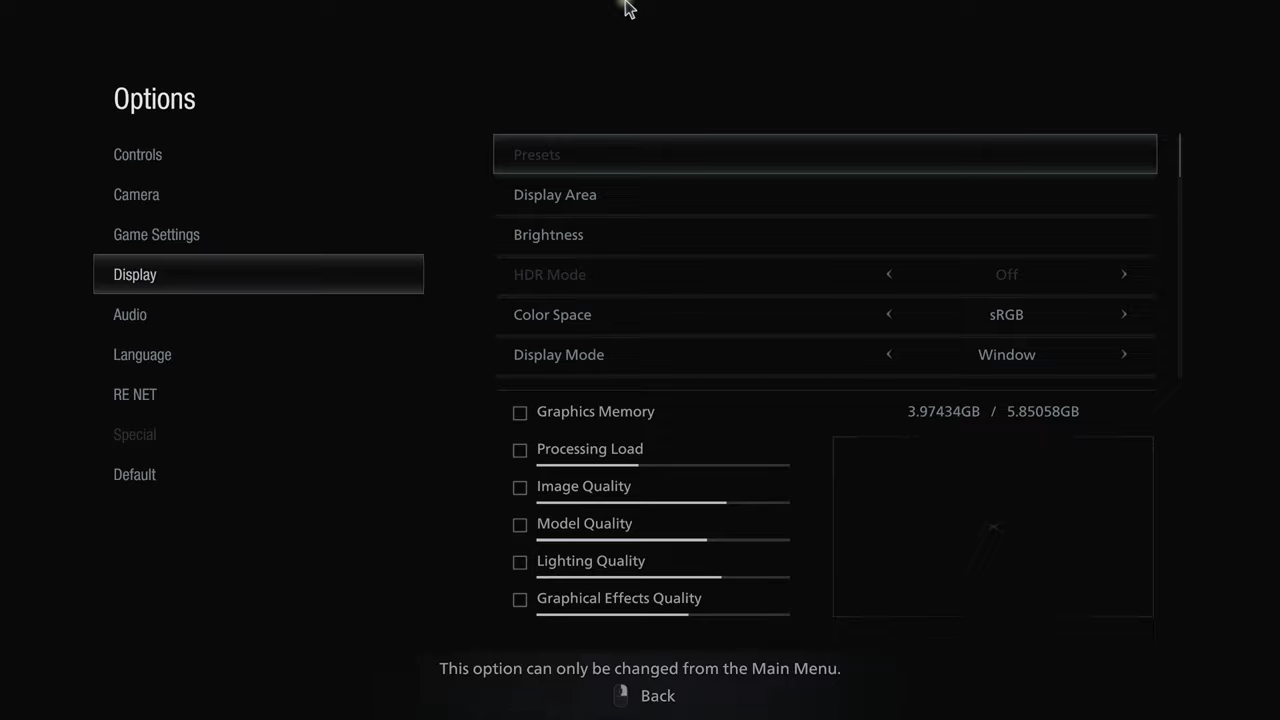 Options
Controls
Camera
Game Settings
Display
Audio
Language
RE NET
Special
Default
Presets
Display Area
Brightness
HDR Mode Off
Color Space sRGB
Display Mode Window
Graphics Memory 3.97434GB / 5.85058GB
Processing Load
Image Quality
Model Quality
Lighting Quality
Graphical Effects Quality
This option can only be changed from the Main Menu.
Back